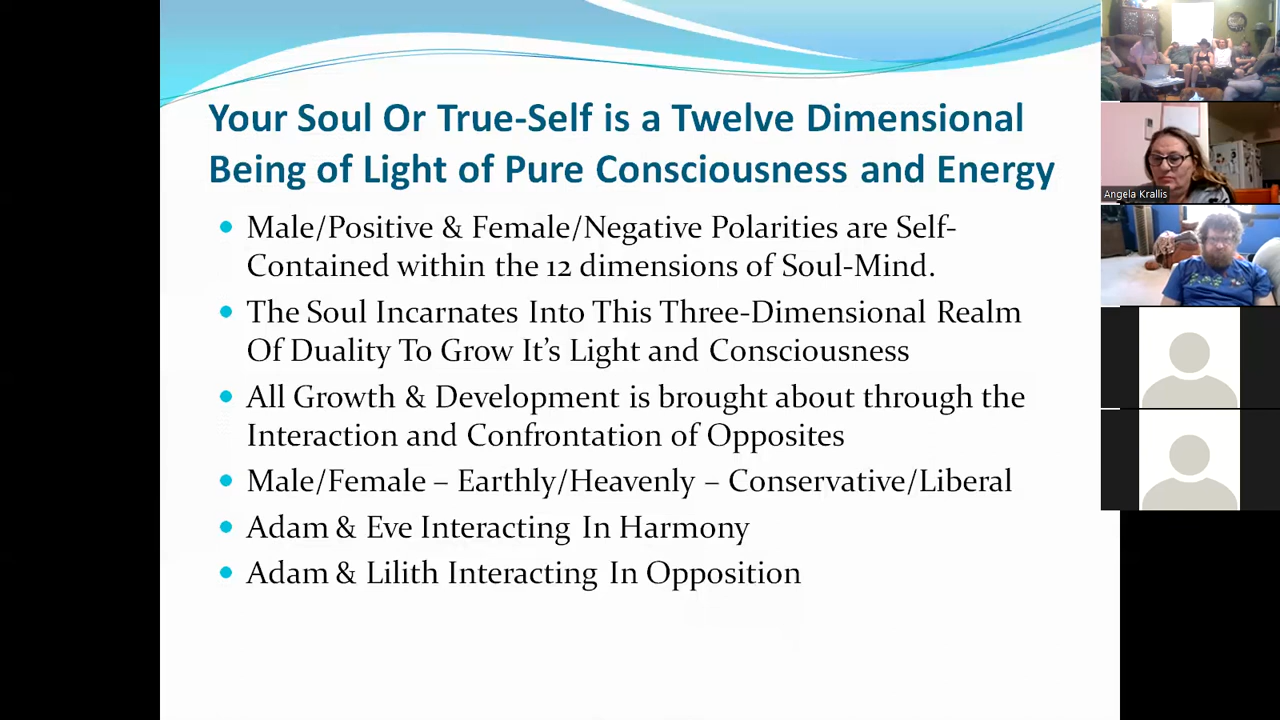 Your Soul Or True-Self is a Twelve Dimensional
Being of Light of Pure Consciousness and Energy
Male/Positive & Female/Negative Polarities are Self-
Contained within the 12 dimensions of Soul-Mind.
The Soul Incarnates Into This Three-Dimensional Realm
Of Duality To Grow It's Light and Consciousness
All Growth & Development is brought about through the
Interaction and Confrontation of Opposites
Male/Female – Earthly/Heavenly – Conservative/Liberal
Adam & Eve Interacting In Harmony
Adam & Lilith Interacting In Opposition
Angela Krallis